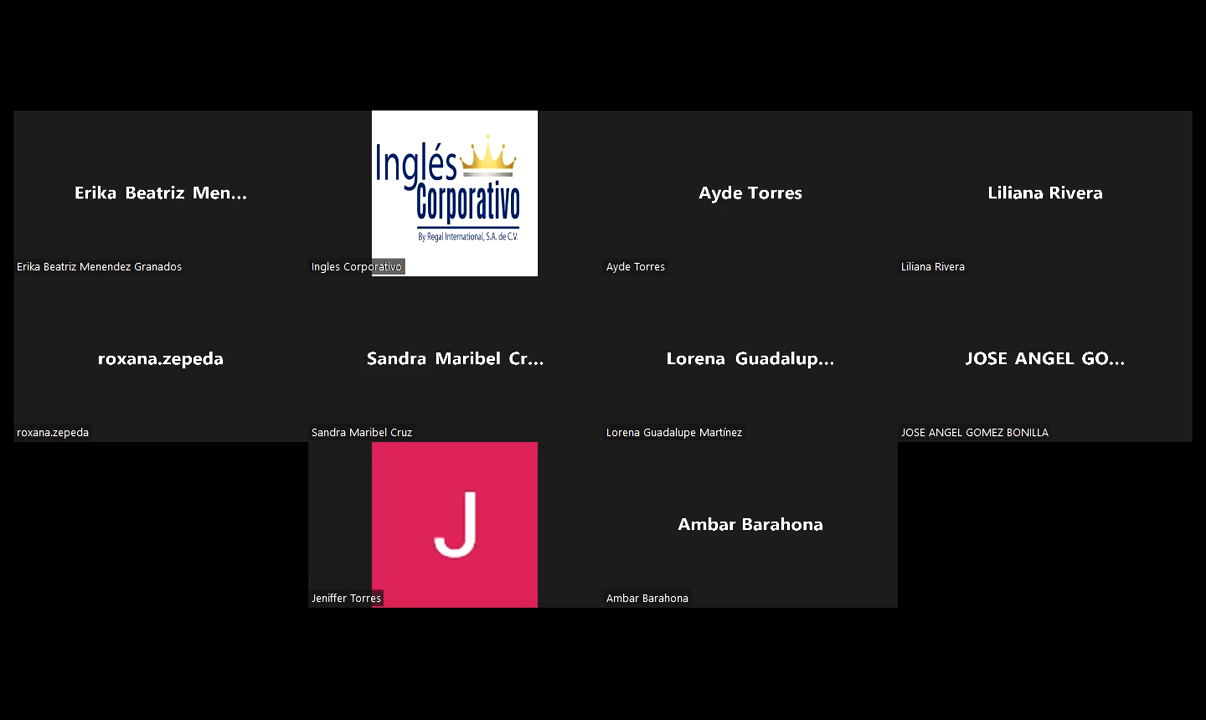 Erika Beatriz Men...
Erika Beatriz Menendez Granados
Inglés
Corporativo
By Regal International, S.A. de C.V.
Ingles Corporativo
Ayde Torres
Ayde Torres
Liliana Rivera
Liliana Rivera
roxana.zepeda
roxana.zepeda
Sandra Maribel Cr...
Sandra Maribel Cruz
Lorena Guadalup...
Lorena Guadalupe Martínez
JOSE ANGEL GO...
JOSE ANGEL GOMEZ BONILLA
J
Jeniffer Torres
Ambar Barahona
Ambar Barahona